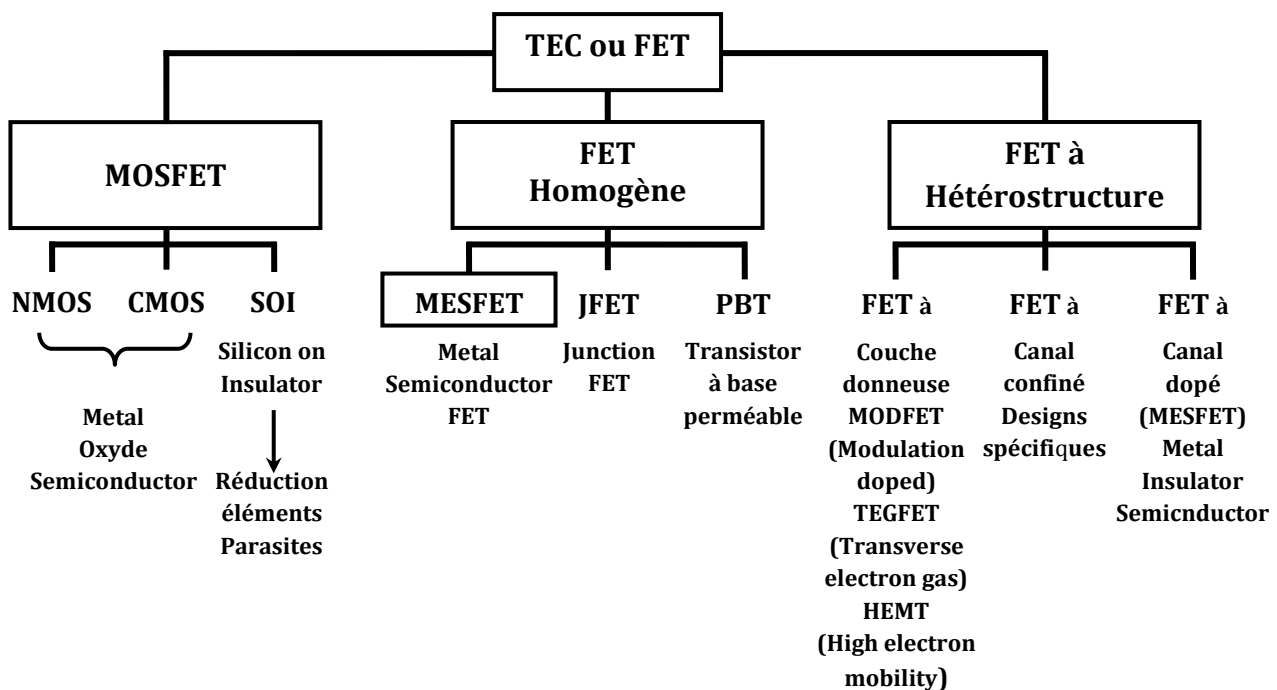 TEC ou FET
MOSFET
FET
Homogène
FET à
Hétérostructure
NMOS
CMOS
SOI
Metal
Oxyde
Semiconductor
Silicon on
Insulator
Réduction
éléments
Parasites
MESFET
Metal
Semiconductor
FET
JFET
Junction
FET
PBT
Transistor
à base
perméable
FET à
Couche
donneuse
MODFET
(Modulation
doped)
TEGFET
(Transverse
electron gas)
HEMT
(High electron
mobility)
FET à
Canal
confiné
Designs
spécifiques
FET à
Canal
dopé
(MESFET)
Metal
Insulator
Semicnductor